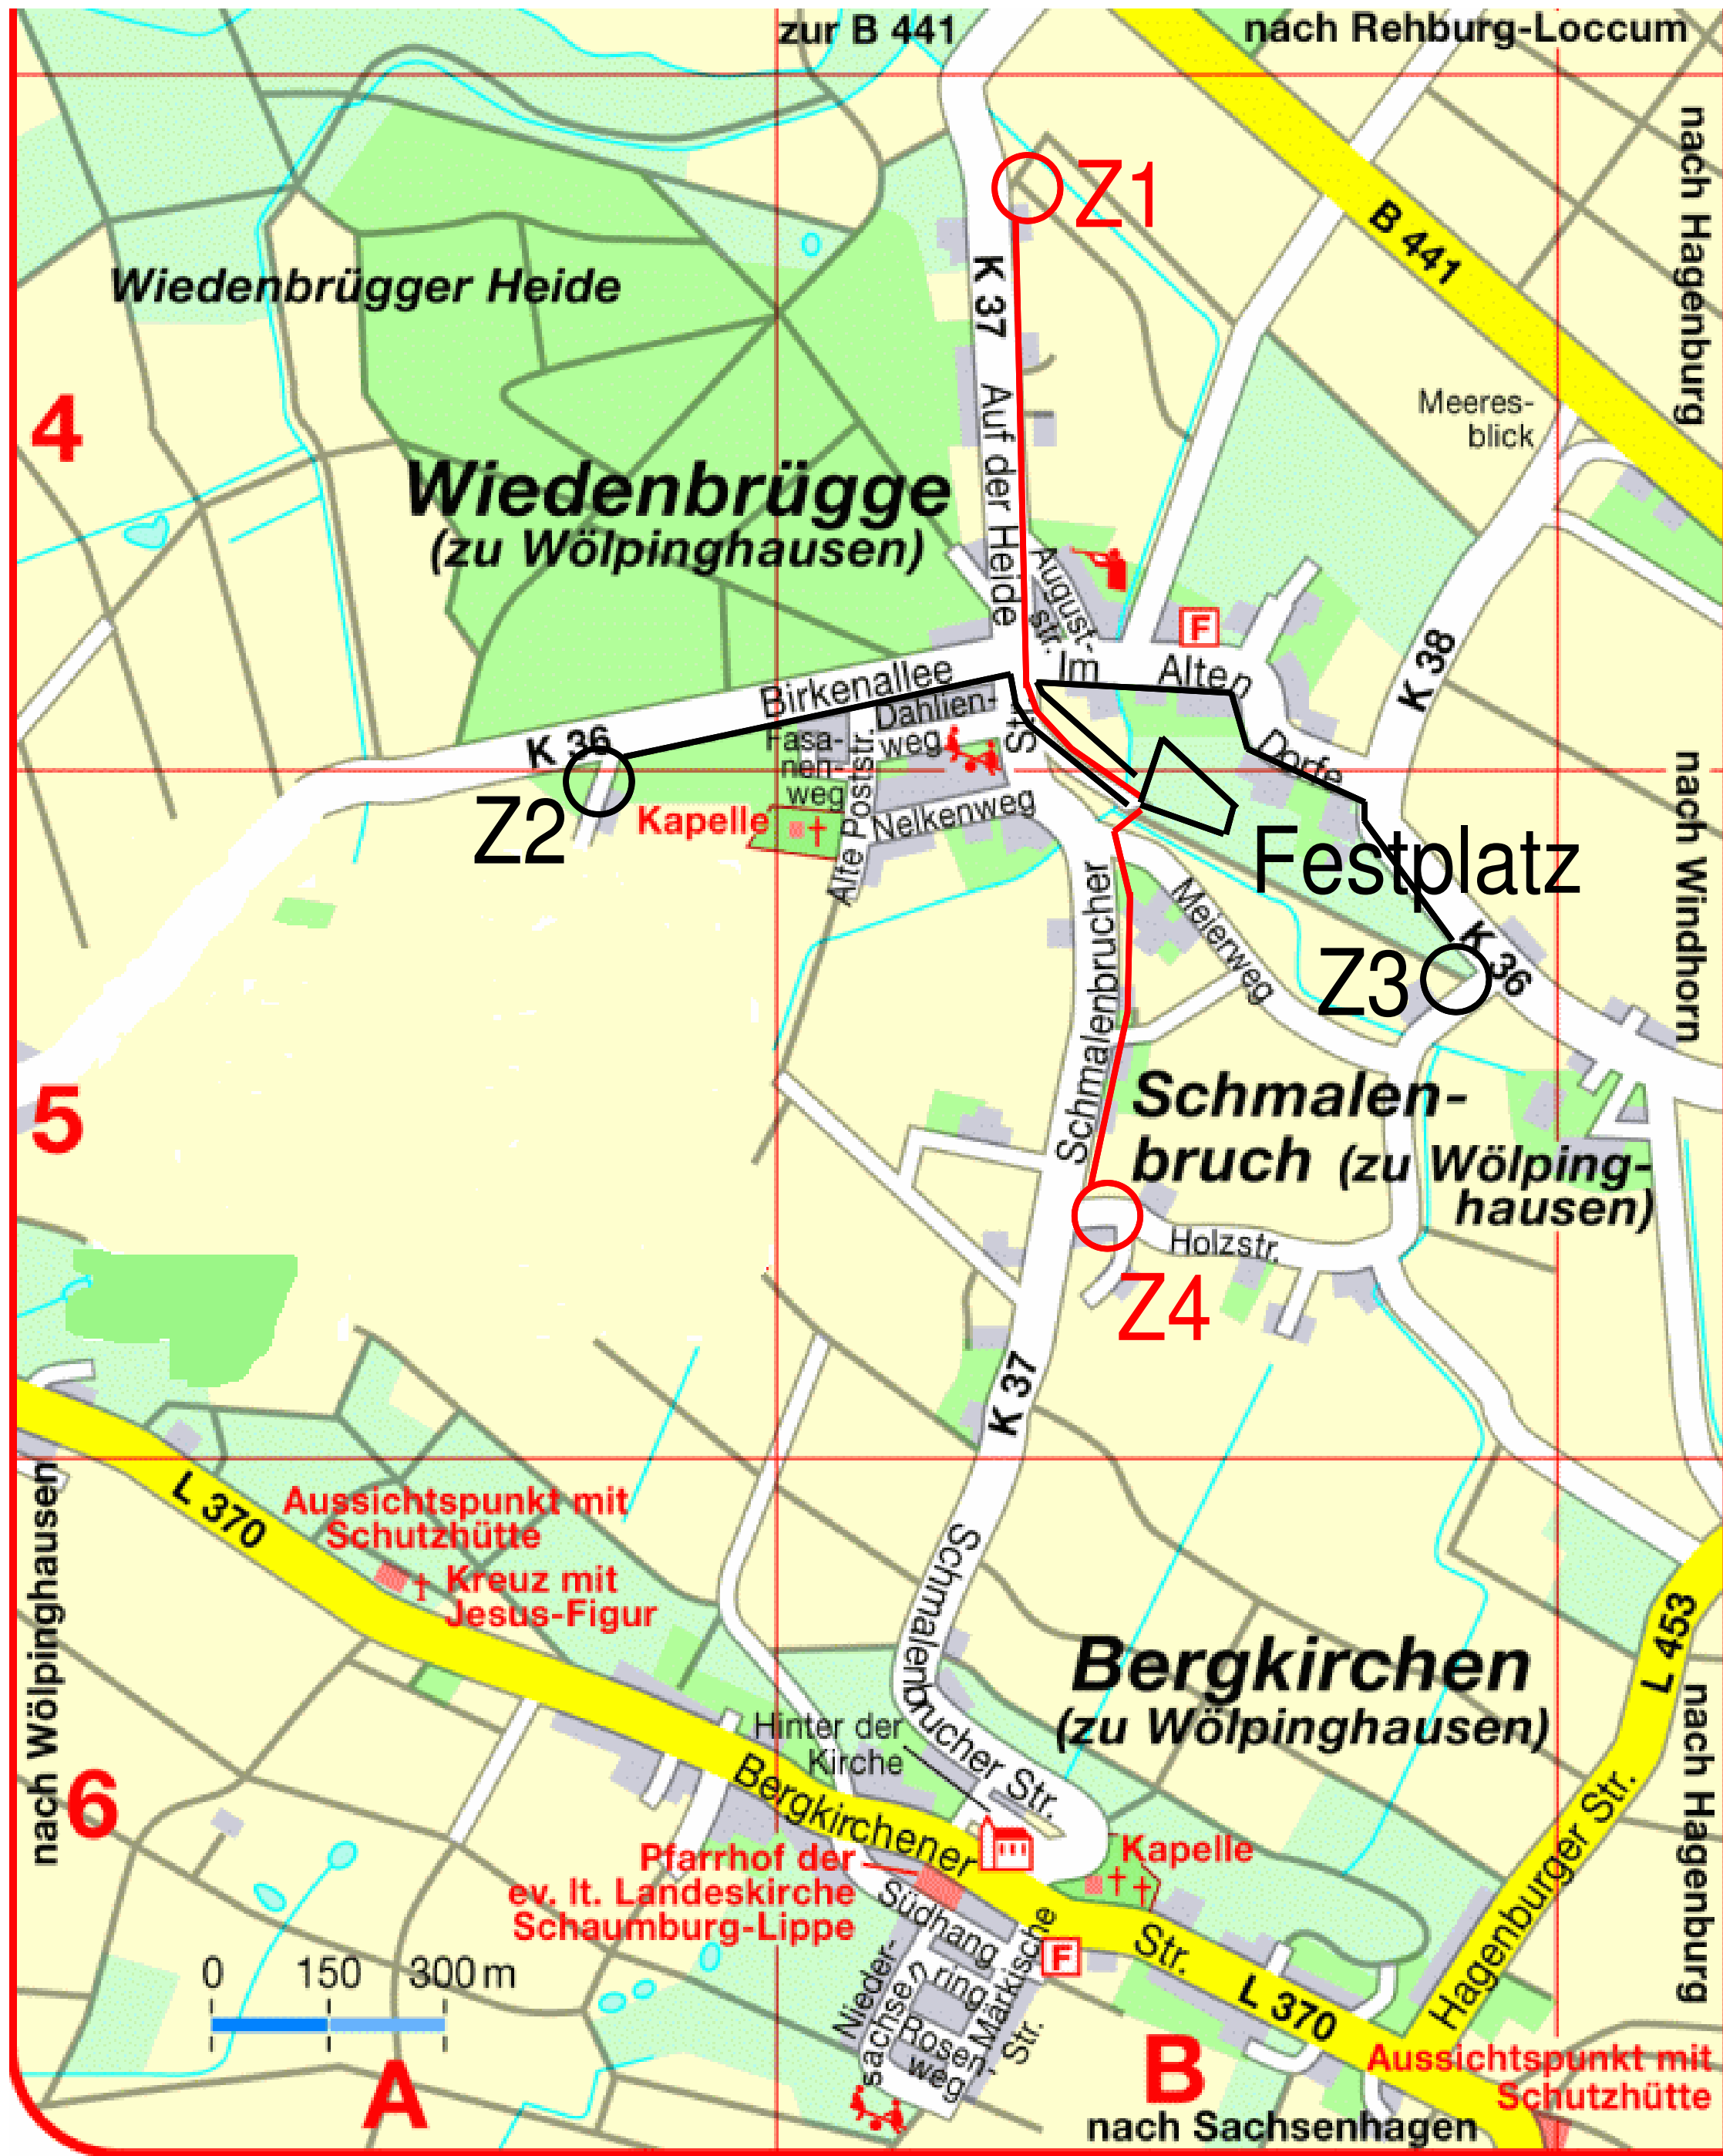 zur B 441
nach Rehburg-Loccum
nach Hagenburg
Z1
B 441
K 37
Wiedenbrügger Heide
4
Meeres-
blick
Auf der Heide
Wiedenbrügge
(zu Wölpinghausen)
August-
str.
F
Im Alten Dorfe
K 38
Birkenallee
Dahlien-
weg
Str.
K 36
Fasa-
nen-
weg
Alte Poststr.
Z2
Kapelle
Nelkenweg
Festplatz
nach Windhorn
Schmalenbrucher
Meierweg
K 36
Z3
5
Schmalen-
bruch (zu Wölping-
hausen)
Holzstr.
Z4
K 37
nach Wölpinghausen
L 370
Aussichtspunkt mit
Schutzhütte
Kreuz mit
Jesus-Figur
Schmalenbrucher Str.
L 453
Bergkirchen
(zu Wölpinghausen)
nach Hagenburg
Hinter der
Kirche
6
Bergkirchener Str.
Hagenburger Str.
Kapelle
Pfarrhof der
ev. lt. Landeskirche
Schaumburg-Lippe
Südhang
F
Nieder-
sachsen
ring
Märkische
Str.
Rosen-
weg
L 370
0 150 300 m
A
B
Aussichtspunkt mit
Schutzhütte
nach Sachsenhagen